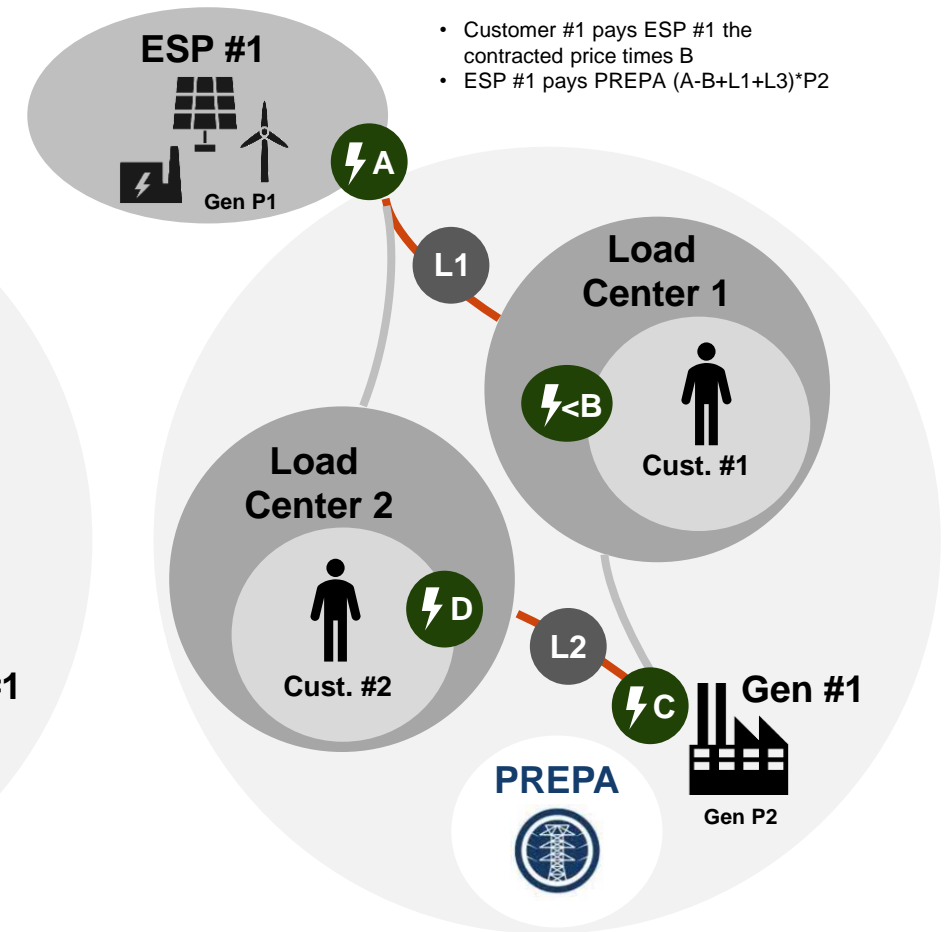 ESP #1
Gen P1
• Customer #1 pays ESP #1 the
contracted price times B
• ESP #1 pays PREPA (A-B+L1+L3)*P2
A
L1
Load
Center 1
<B
Cust. #1
Load
Center 2
D
Cust. #2
L2
C
Gen #1
Gen P2
PREPA
#1